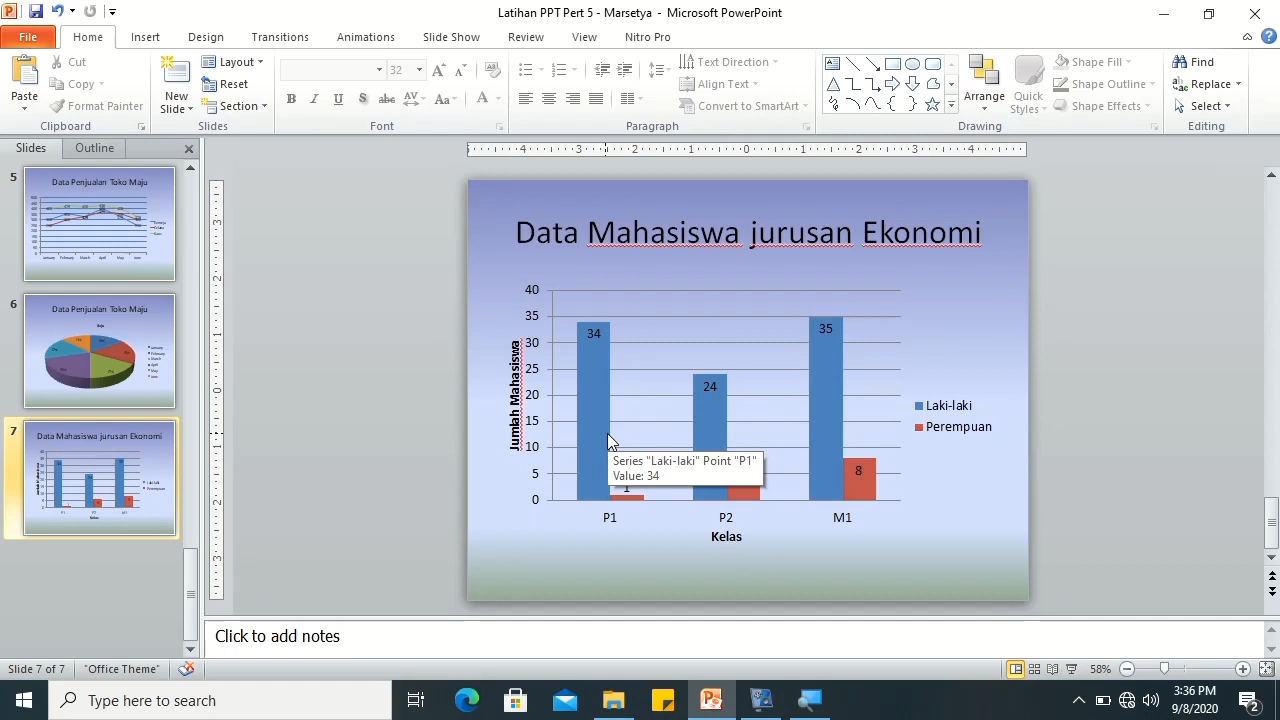 Latihan PPT Pert 5 - Marsetya - Microsoft PowerPoint
File Home Insert Design Transitions Animations Slide Show Review View Nitro Pro
Paste
Cut
Copy
Format Painter
Clipboard
New Slide
Layout
Reset
Section
Slides
32
B I U S abc AV Aa A
Font
Text Direction
Align Text
Convert to SmartArt
Paragraph
Arrange
Quick Styles
Shape Fill
Shape Outline
Shape Effects
Drawing
Find
Replace
Select
Editing
Slides Outline
5
Data Penjualan Toko Maju
6
Data Penjualan Toko Maju
7
Data Mahasiswa jurusan Ekonomi
Data Mahasiswa jurusan Ekonomi
Jumlah Mahasiswa
40
35
30
25
20
15
10
5
0
34
1
24
35
8
Series "Laki-laki" Point "P1"
Value: 34
P1 P2 M1
Kelas
Laki-laki
Perempuan
Click to add notes
Slide 7 of 7 "Office Theme" 58%
Type here to search
3:36 PM
9/8/2020
2